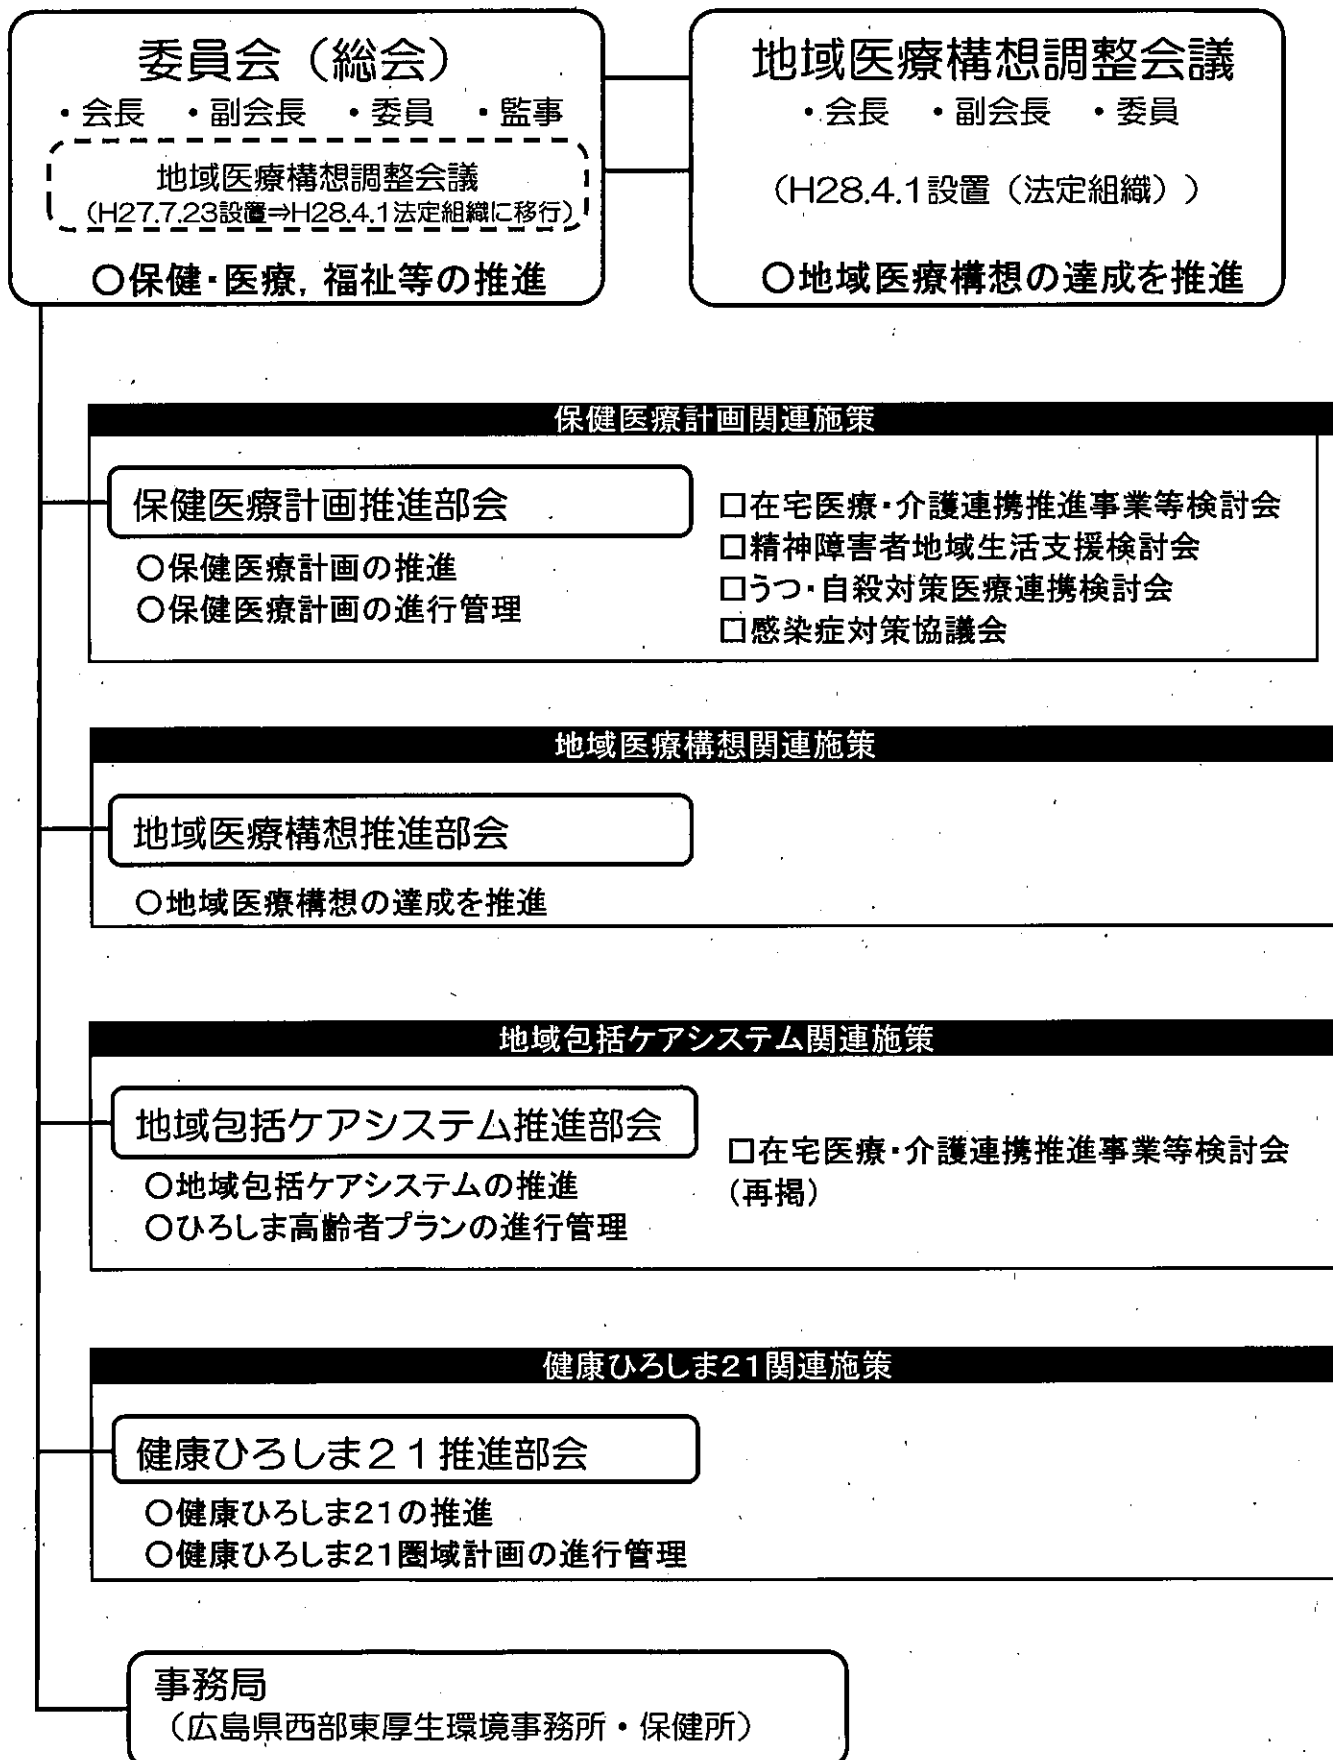 委員会（総会）
・会長　・副会長　・委員　・監事
地域医療構想調整会議
（H27.7.23設置⇒H28.4.1法定組織に移行）
○保健・医療，福祉等の推進
地域医療構想調整会議
・会長　・副会長　・委員
（H28.4.1設置（法定組織））
○地域医療構想の達成を推進
保健医療計画関連施策
保健医療計画推進部会
○保健医療計画の推進
○保健医療計画の進行管理
□在宅医療・介護連携推進事業等検討会
□精神障害者地域生活支援検討会
□うつ・自殺対策医療連携検討会
□感染症対策協議会
地域医療構想関連施策
地域医療構想推進部会
○地域医療構想の達成を推進
地域包括ケアシステム関連施策
地域包括ケアシステム推進部会
○地域包括ケアシステムの推進
○ひろしま高齢者プランの進行管理
□在宅医療・介護連携推進事業等検討会
（再掲）
健康ひろしま21関連施策
健康ひろしま２１推進部会
○健康ひろしま21の推進
○健康ひろしま21圏域計画の進行管理
事務局
（広島県西部東厚生環境事務所・保健所）